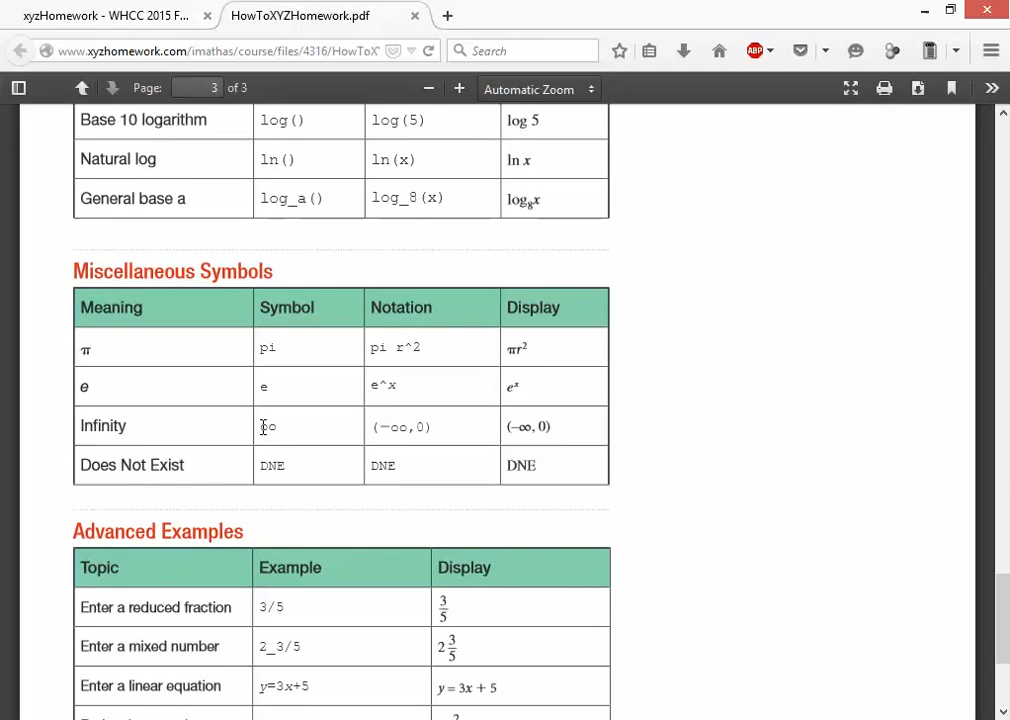 xyzHomework - WHCC 2015 F... × HowToXYZHomework.pdf × +
www.xyzhomework.com/imathas/course/files/4316/HowToX Search ABP
Page: 3 of 3 − + Automatic Zoom
Base 10 logarithm log() log(5) log 5
Natural log ln() ln(x) ln x
General base a log_a() log_8(x) log₈x
Miscellaneous Symbols
Meaning Symbol Notation Display
π pi pi r^2 πr²
e e e^x eˣ
Infinity oo (−oo,0) (−∞, 0)
Does Not Exist DNE DNE DNE
Advanced Examples
Topic Example Display
Enter a reduced fraction 3/5 3/5
Enter a mixed number 2_3/5 2 3/5
Enter a linear equation y=3x+5 y = 3x + 5